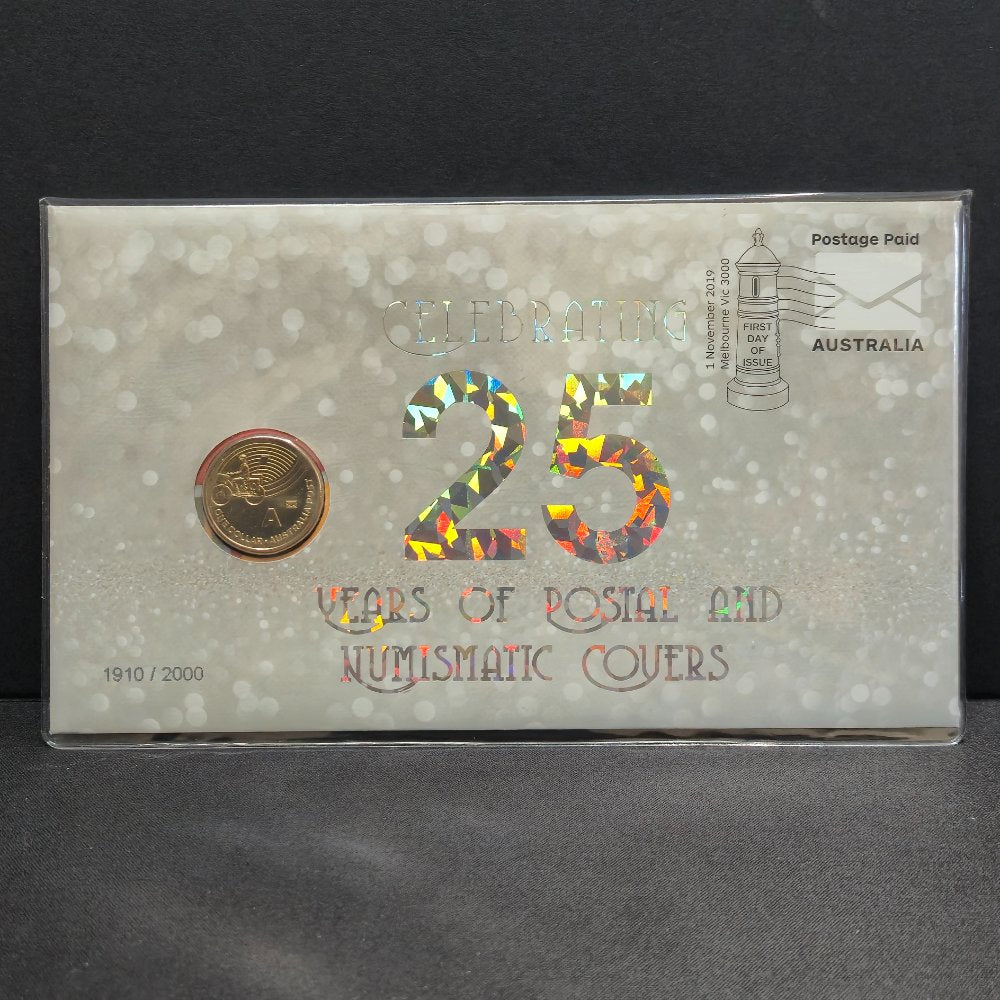 Postage Paid
1 November 2019
Melbourne Vic 3000
FIRST
DAY
OF
ISSUE
AUSTRALIA
CELEBRATING
25
YEARS OF POSTAL AND
NUMISMATIC COVERS
A
ONE DOLLAR • AUSTRALIA POST
1910 / 2000